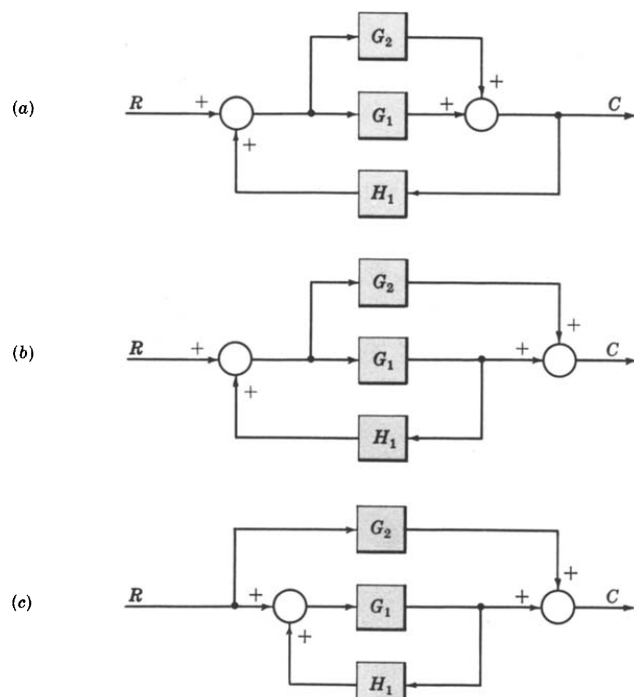 G₂
(a) R + + + C
G₁
+
H₁
G₂
+
(b) R + G₁ + C
+
H₁
G₂
+
(c) R + G₁ + C
+
H₁